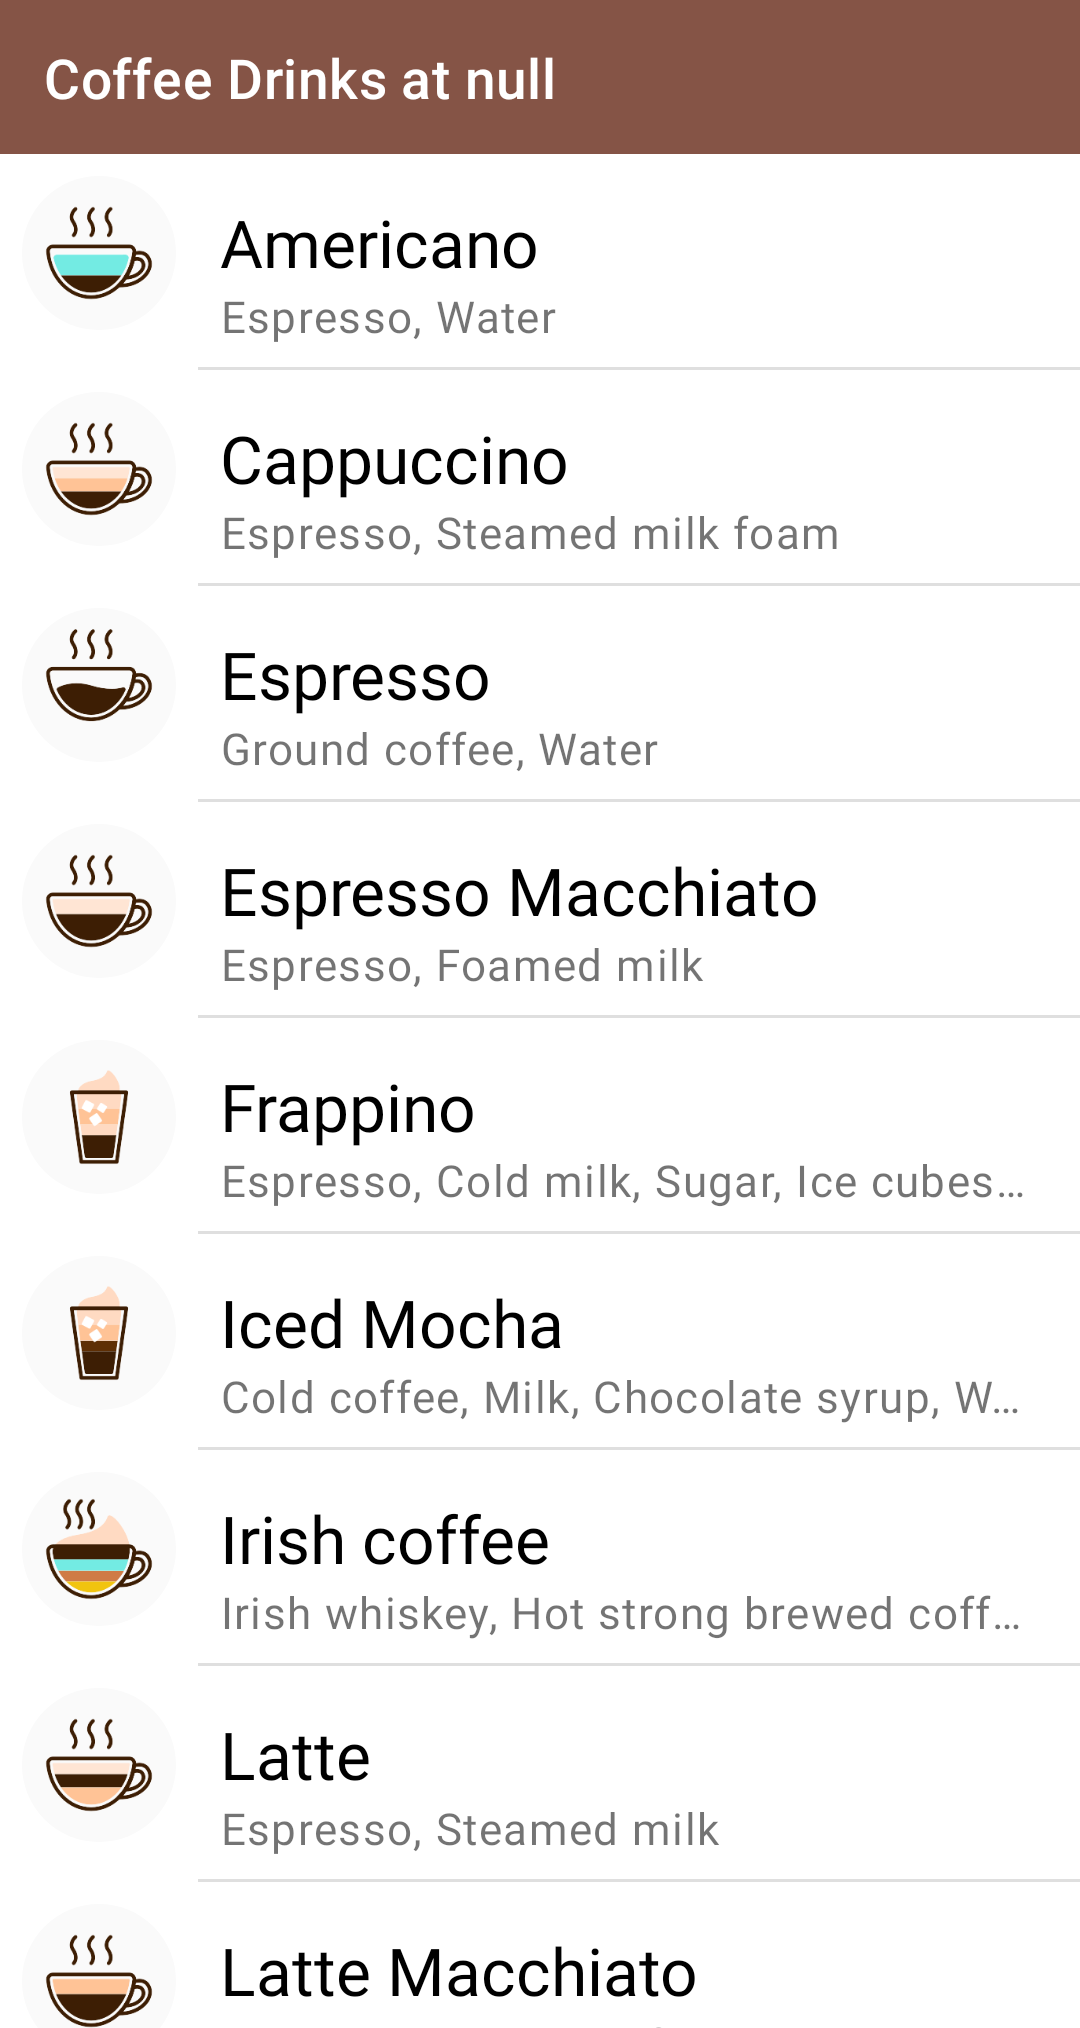 Coffee Drinks at null
Americano
Espresso, Water
Cappuccino
Espresso, Steamed milk foam
Espresso
Ground coffee, Water
Espresso Macchiato
Espresso, Foamed milk
Frappino
Espresso, Cold milk, Sugar, Ice cubes…
Iced Mocha
Cold coffee, Milk, Chocolate syrup, W…
Irish coffee
Irish whiskey, Hot strong brewed coff…
Latte
Espresso, Steamed milk
Latte Macchiato